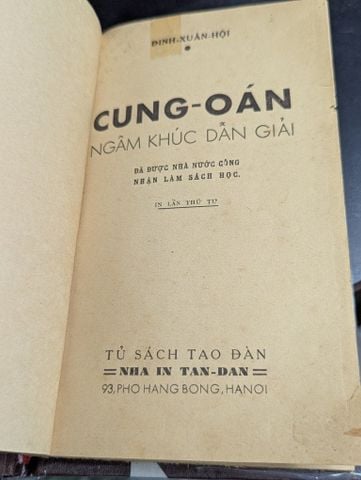 ĐINH-XUÂN-HỘI
CUNG-OÁN
NGÂM KHÚC DẪN GIẢI
ĐÃ ĐƯỢC NHÀ NƯỚC CÔNG
NHẬN LÀM SÁCH HỌC.
IN LẦN THỨ TƯ
TỦ SÁCH TAO ĐÀN
NHA IN TAN-DAN
93, PHO HANG BONG, HANOI